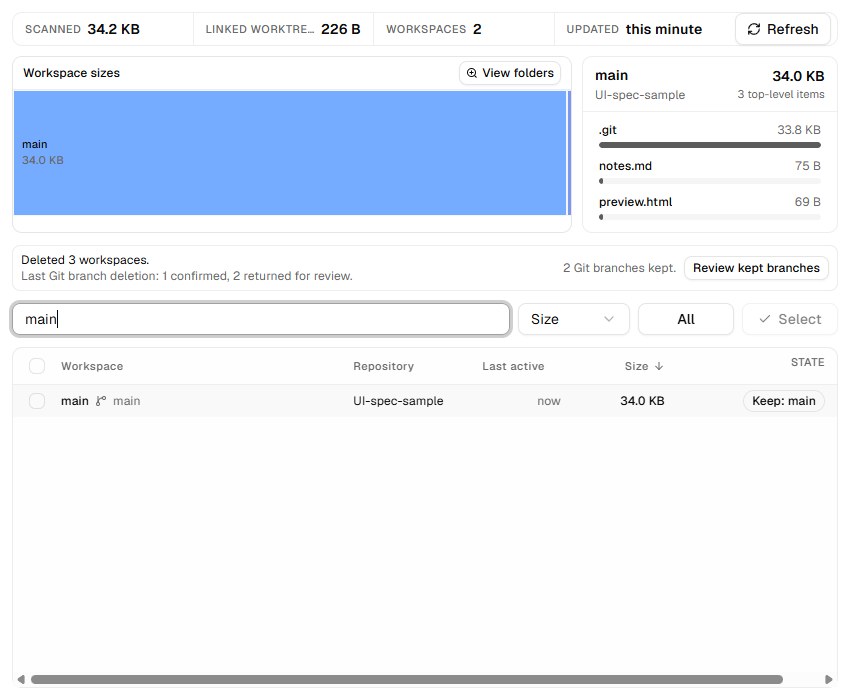 SCANNED 34.2 KB LINKED WORKTRE... 226 B WORKSPACES 2 UPDATED this minute Refresh
Workspace sizes View folders
main
34.0 KB
main 34.0 KB
UI-spec-sample 3 top-level items
.git 33.8 KB
notes.md 75 B
preview.html 69 B
Deleted 3 workspaces.
Last Git branch deletion: 1 confirmed, 2 returned for review.
2 Git branches kept. Review kept branches
main Size All Select
Workspace Repository Last active Size STATE
main main UI-spec-sample now 34.0 KB Keep: main